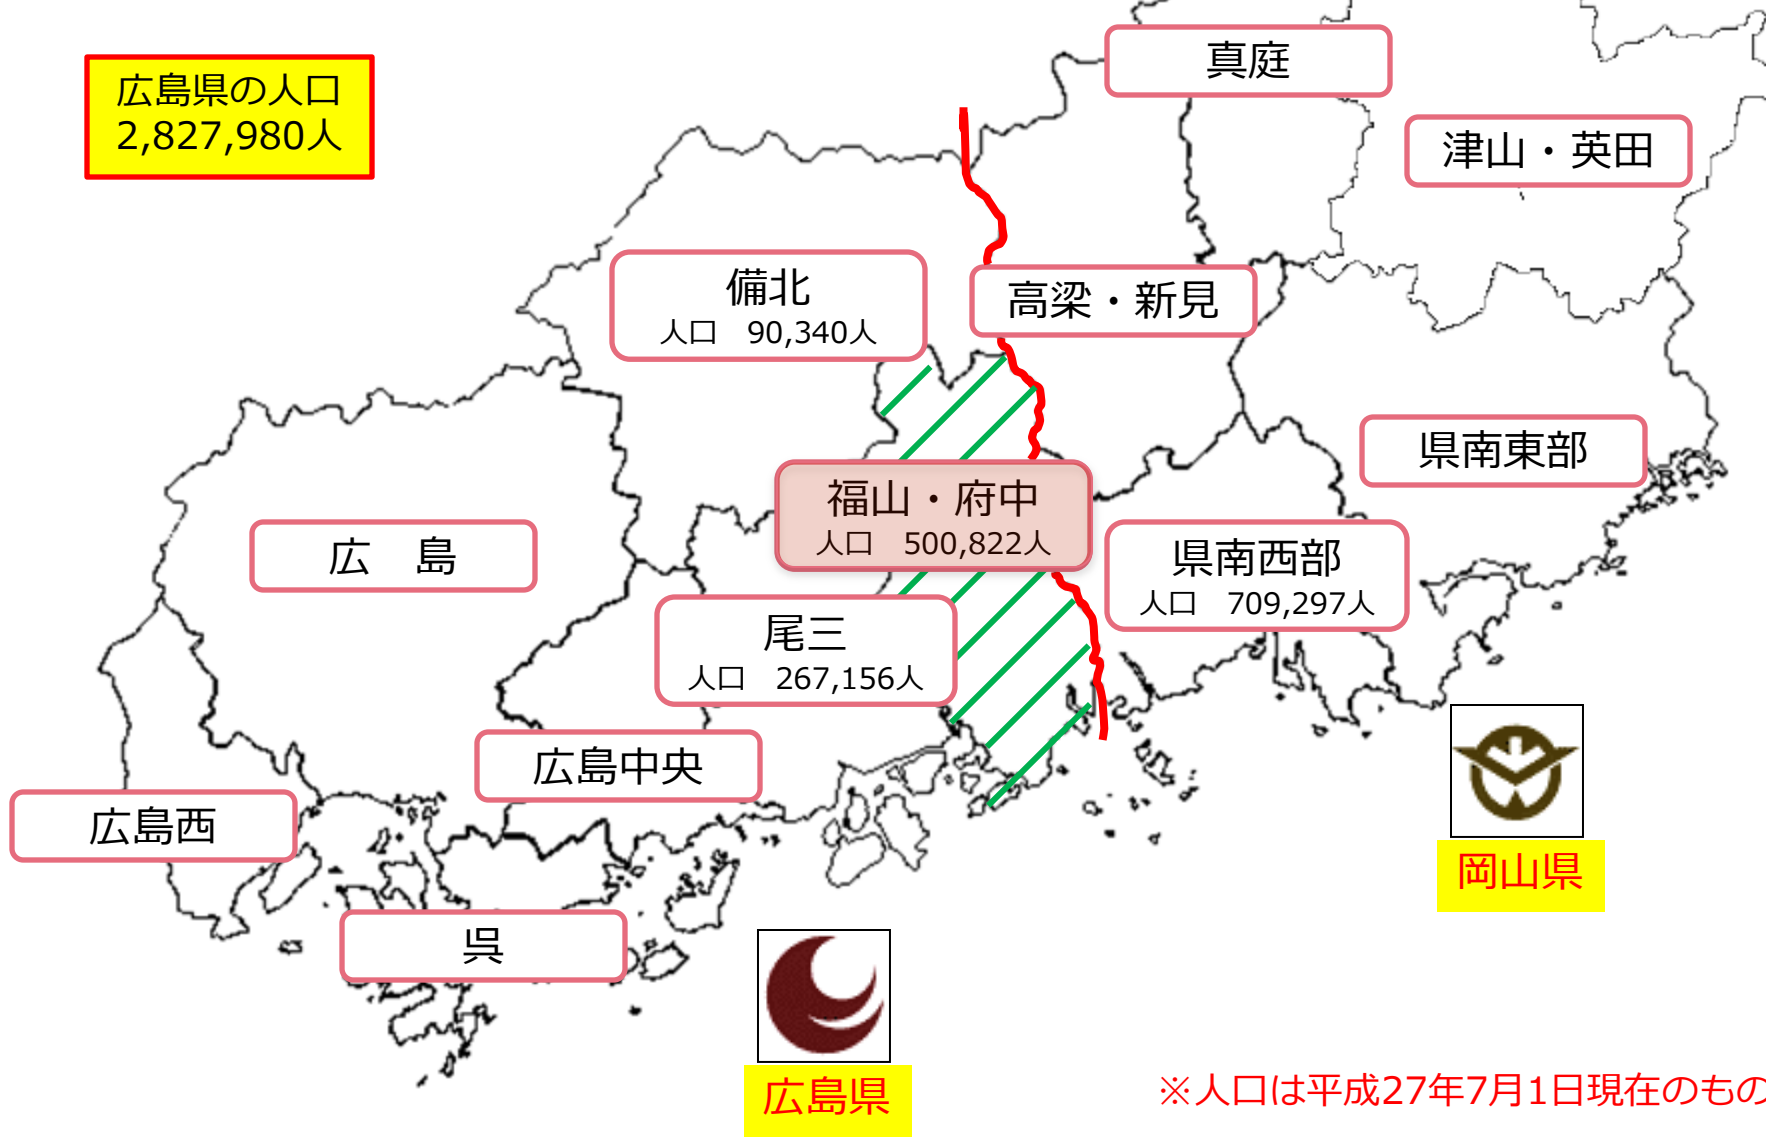 広島県の人口
2,827,980人
真庭
津山・英田
備北
人口　90,340人
高梁・新見
県南東部
福山・府中
人口　500,822人
広　島
県南西部
人口　709,297人
尾三
人口　267,156人
広島中央
広島西
岡山県
呉
広島県
※人口は平成27年7月1日現在のもの